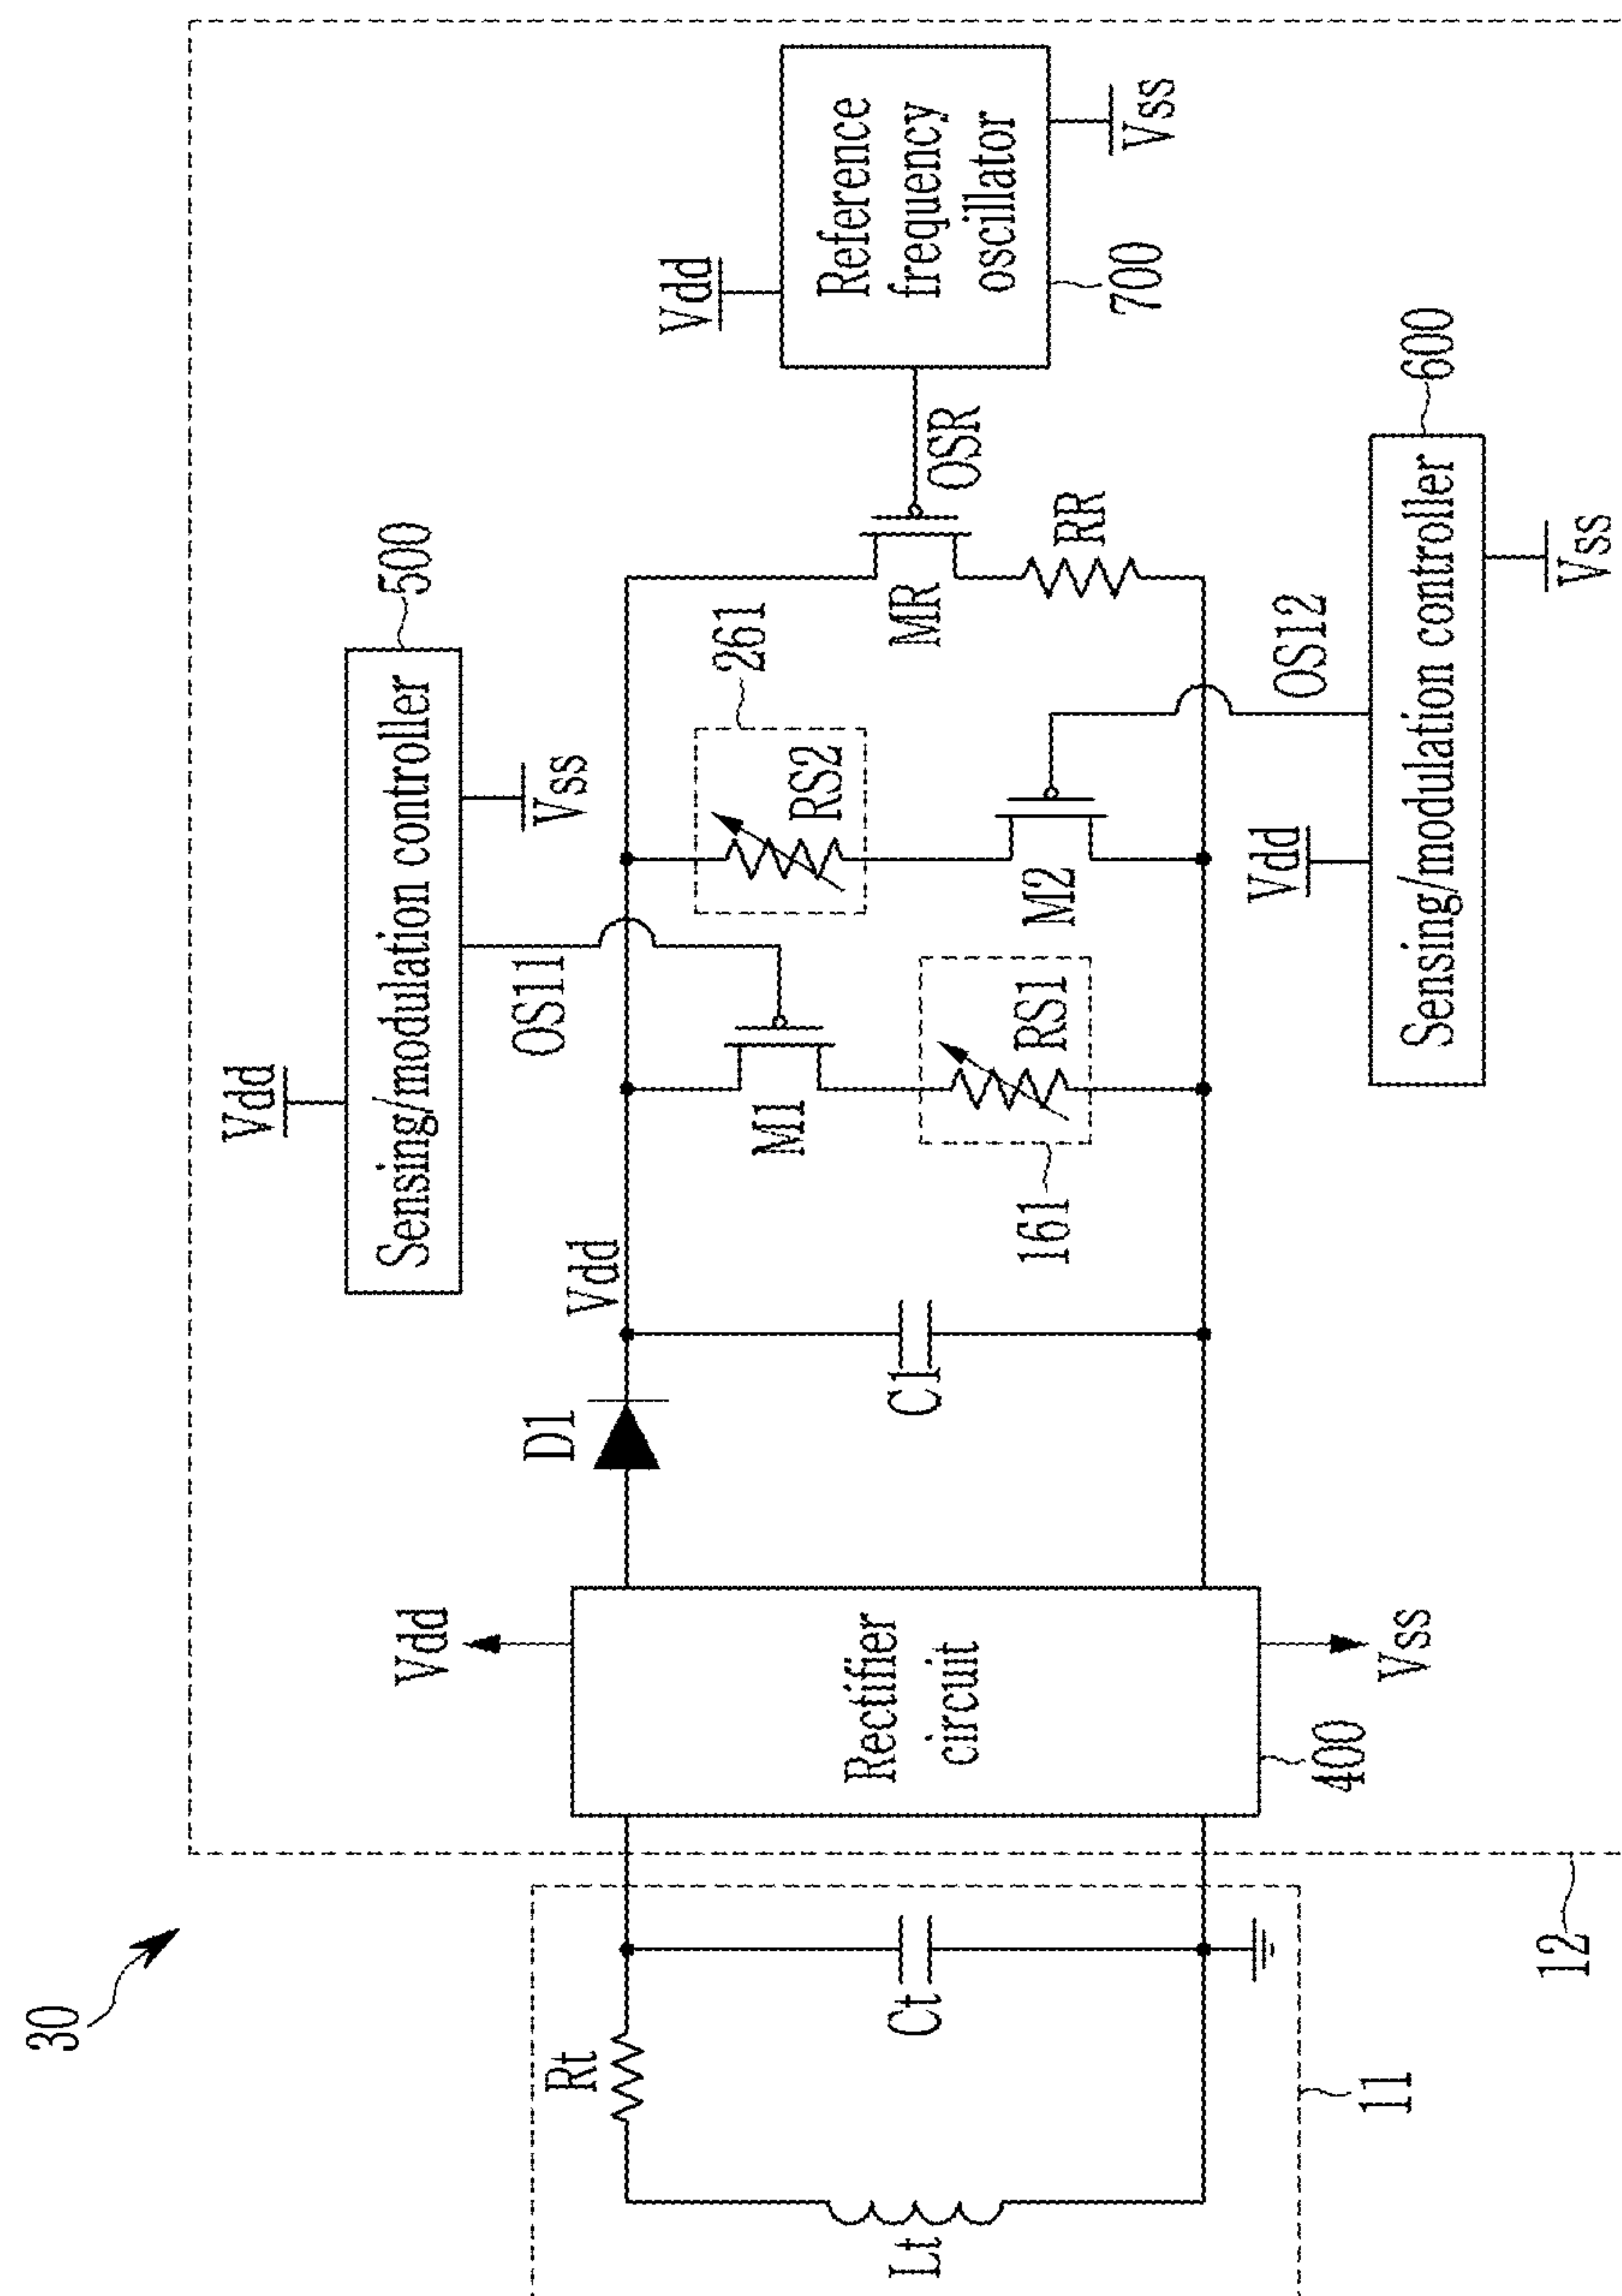 30
Vdd
Sensing/modulation controller
500
Vss
OS11
Vdd
Rectifier
circuit
400
Vss
D1
Vdd
C1
M1
RS1
161
RS2
261
M2
MR
RR
OSR
Vdd
Reference
frequency
oscillator
700
Vss
OS12
Vdd
Sensing/modulation controller
600
Vss
Rt
Lt
Ct
11
12